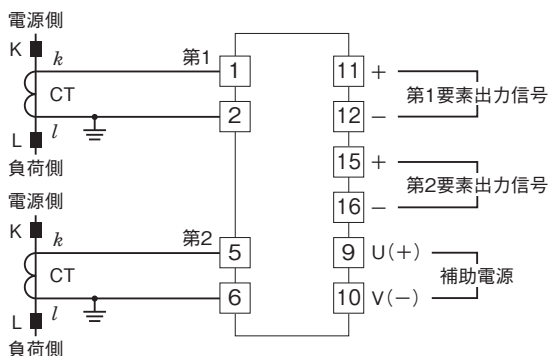 電源側
K
k
第1
1
11
+
CT
第1要素出力信号
2
12
−
L
l
負荷側
15
+
第2要素出力信号
16
−
電源側
K
k
第2
5
9
U(+)
CT
補助電源
6
10
V(−)
L
l
負荷側